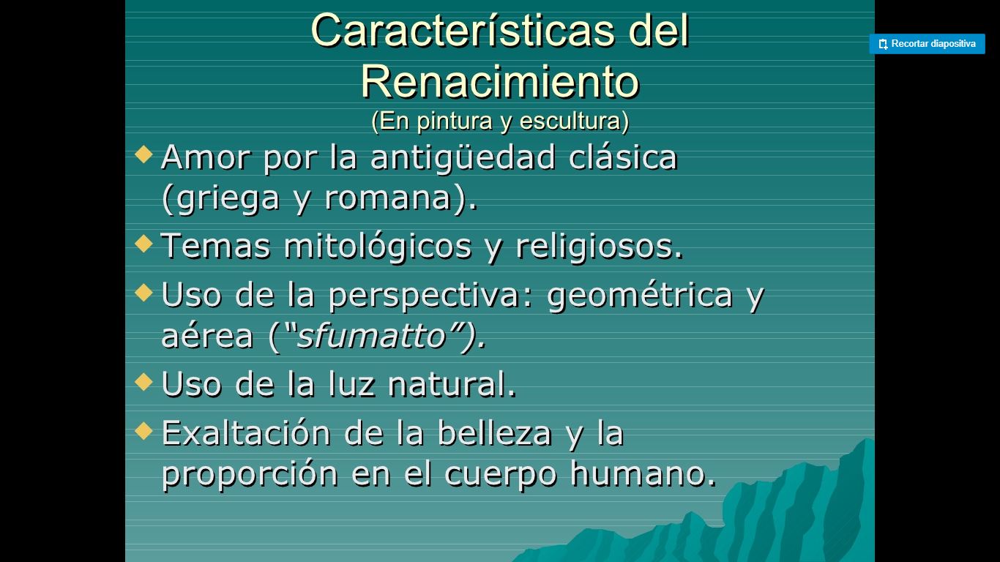 Características del
Renacimiento
(En pintura y escultura)
Recortar diapositiva
Amor por la antigüedad clásica
(griega y romana).
Temas mitológicos y religiosos.
Uso de la perspectiva: geométrica y
aérea (“sfumatto”).
Uso de la luz natural.
Exaltación de la belleza y la
proporción en el cuerpo humano.